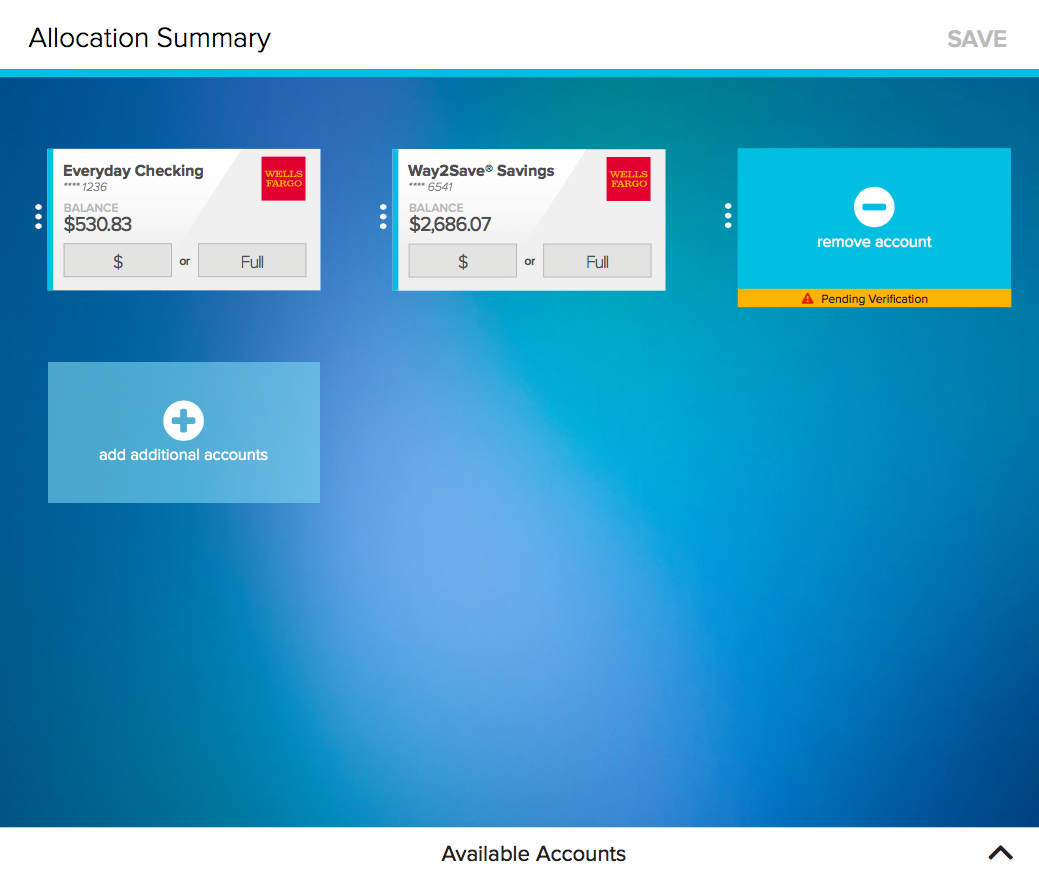 Allocation Summary
SAVE
Everyday Checking
**** 1236
WELLS
FARGO
BALANCE
$530.83
$ or Full
Way2Save® Savings
**** 6541
WELLS
FARGO
BALANCE
$2,686.07
$ or Full
remove account
Pending Verification
add additional accounts
Available Accounts